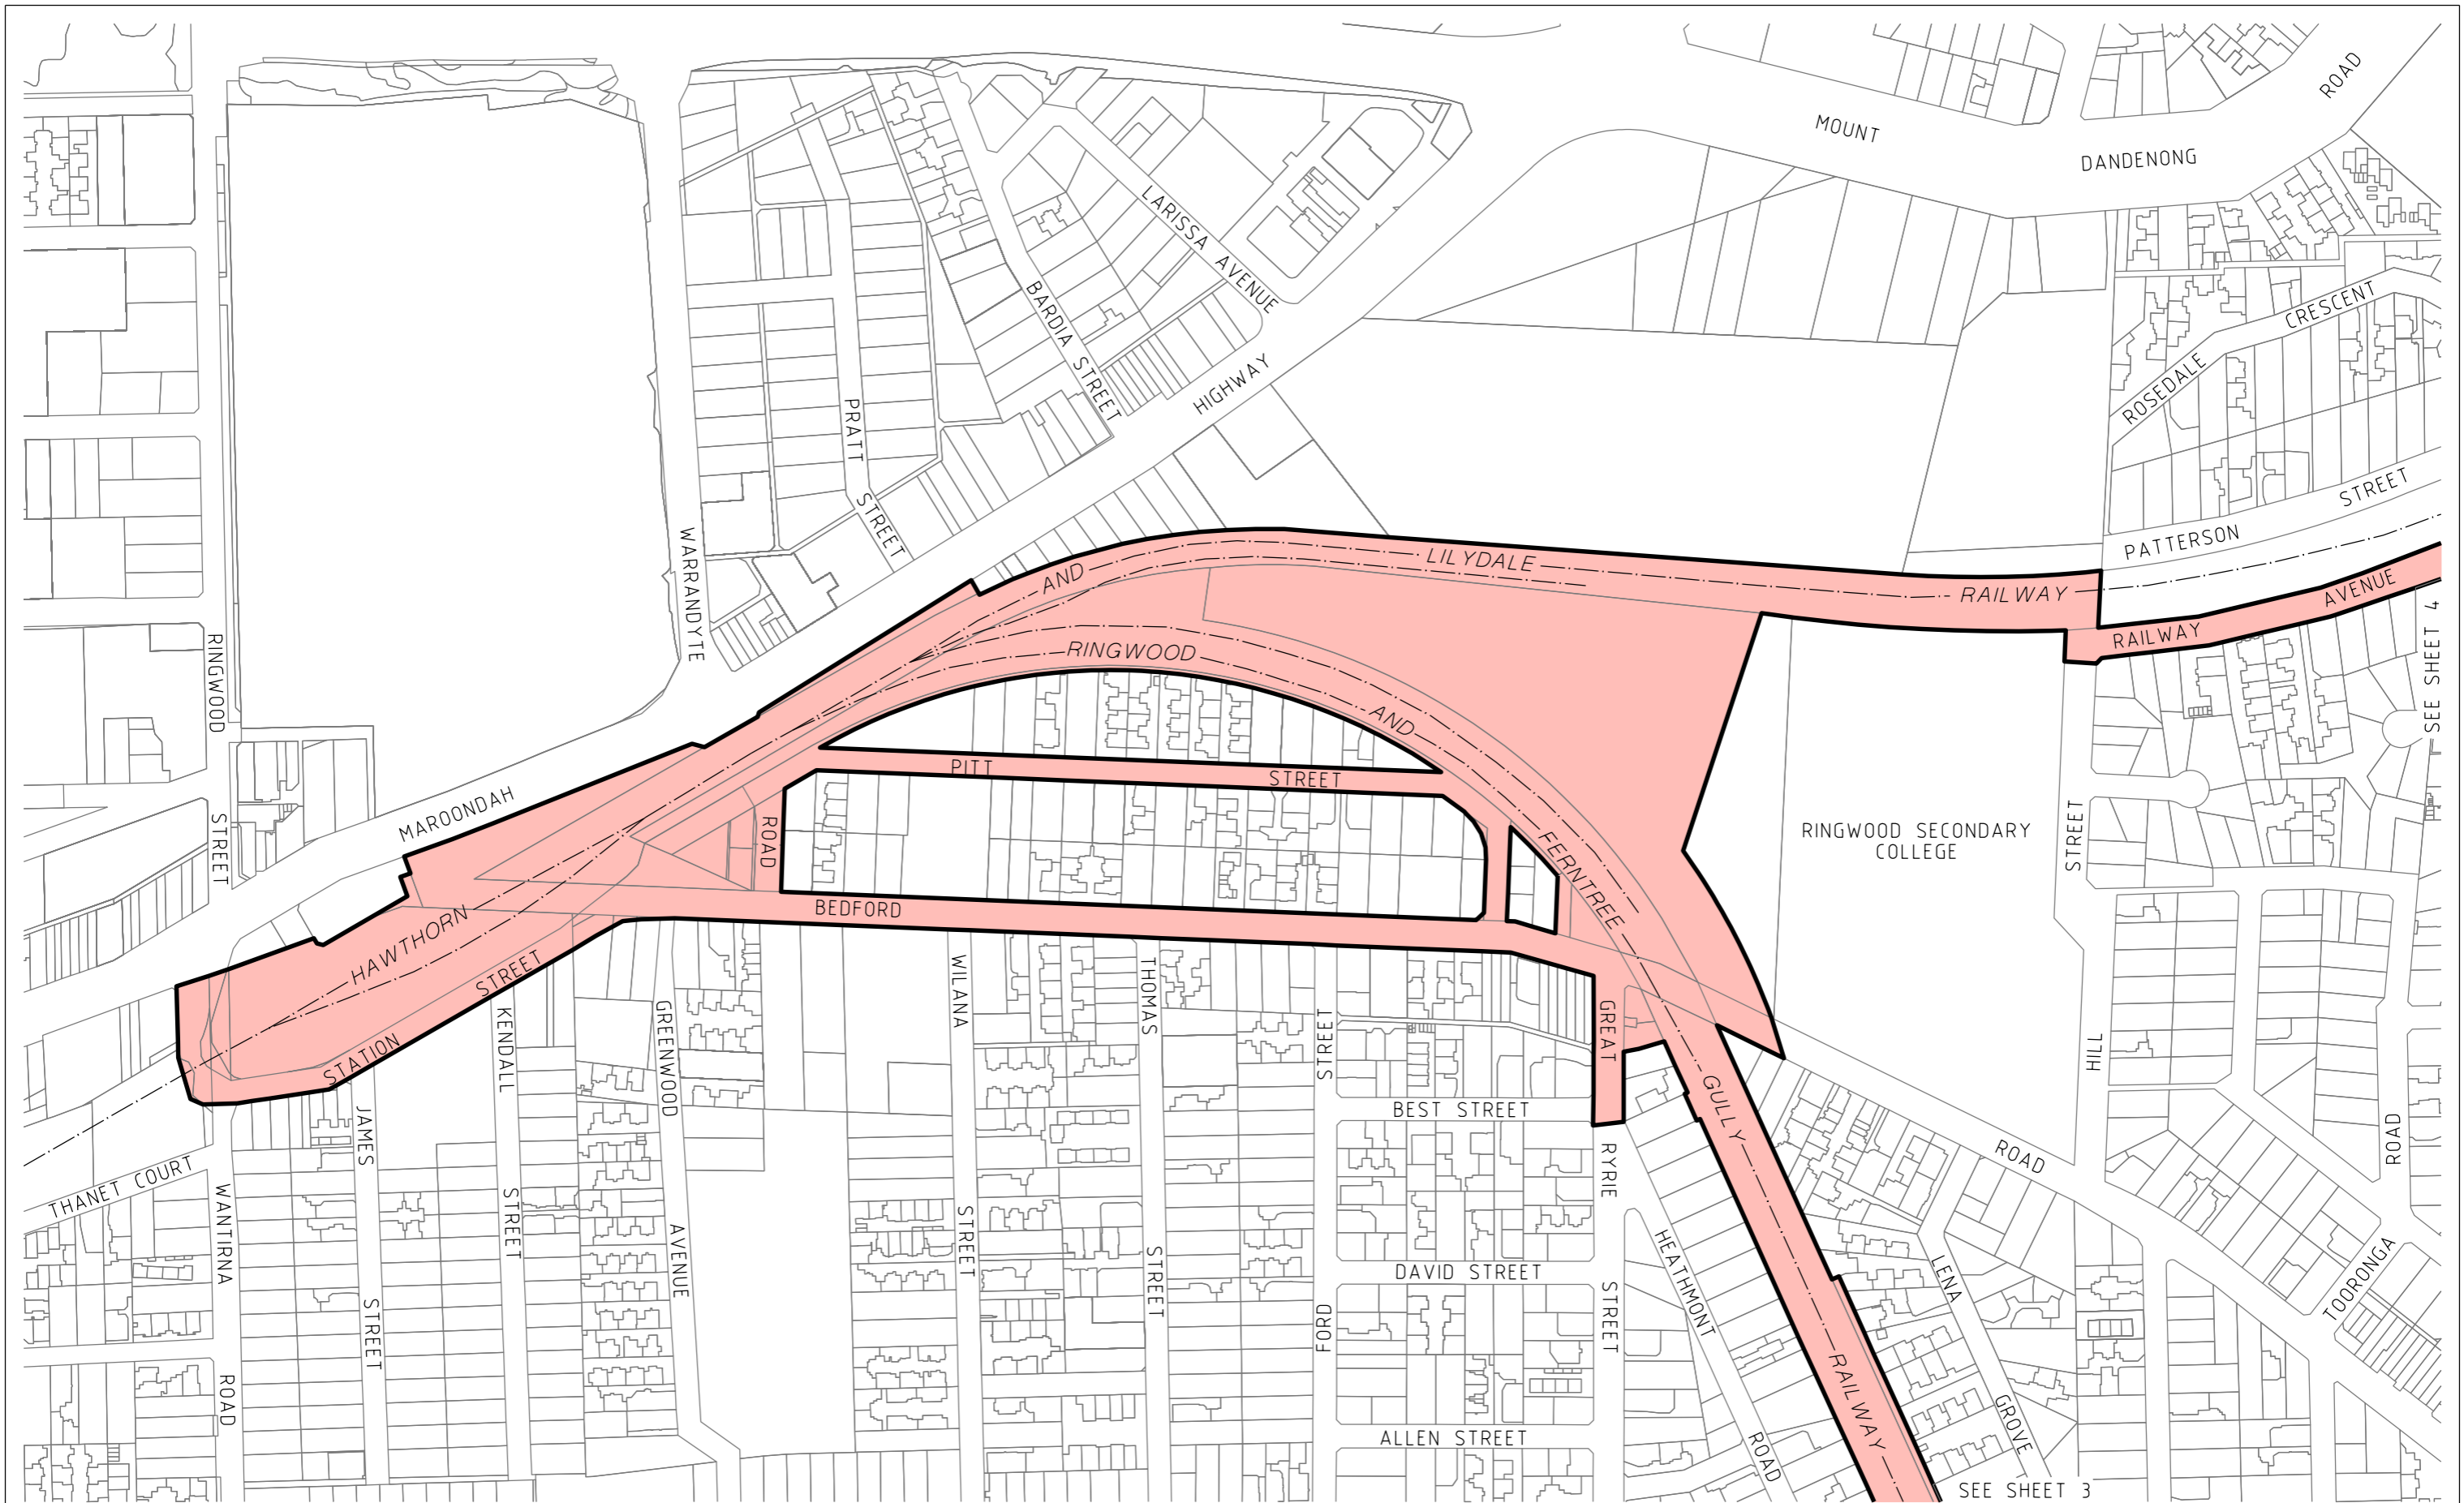 MOUNT
DANDENONG
ROAD
LARISSA
AVENUE
BARDIA
STREET
HIGHWAY
PRATT
STREET
WARRANDYTE
ROSEDALE
CRESCENT
PATTERSON
STREET
RINGWOOD
STREET
MAROONDAH
HAWTHORN
AND
LILYDALE
RAILWAY
RAILWAY
AVENUE
SEE SHEET 4
RINGWOOD
AND
FERNTREE
GULLY
RAILWAY
PITT
STREET
ROAD
BEDFORD
STATION
STREET
RINGWOOD SECONDARY
COLLEGE
STREET
HILL
GREAT
RYRIE
STREET
THANET COURT
WANTIRNA
ROAD
JAMES
STREET
KENDALL
STREET
GREENWOOD
AVENUE
WILANA
STREET
THOMAS
STREET
STREET
FORD
BEST STREET
DAVID STREET
ALLEN STREET
HEATHMONT
ROAD
LENA
GROVE
ROAD
ROAD
TOORONGA
SEE SHEET 3